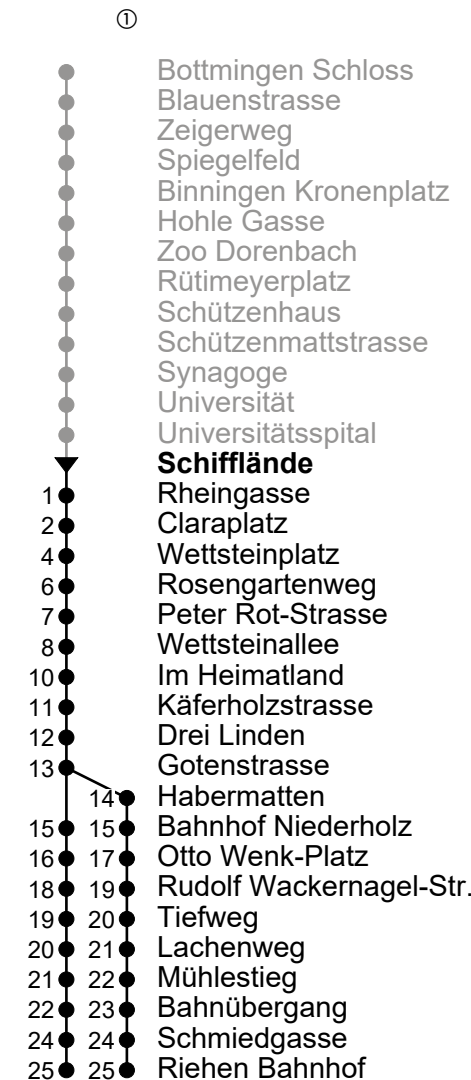 ①
Bottmingen Schloss
Blauenstrasse
Zeigerweg
Spiegelfeld
Binningen Kronenplatz
Hohle Gasse
Zoo Dorenbach
Rütimeyerplatz
Schützenhaus
Schützenmattstrasse
Synagoge
Universität
Universitätsspital
Schifflände
1 Rheingasse
2 Claraplatz
4 Wettsteinplatz
6 Rosengartenweg
7 Peter Rot-Strasse
8 Wettsteinallee
10 Im Heimatland
11 Käferholzstrasse
12 Drei Linden
13 Gotenstrasse
14 Habermatten
15 15 Bahnhof Niederholz
16 17 Otto Wenk-Platz
18 19 Rudolf Wackernagel-Str.
19 20 Tiefweg
20 21 Lachenweg
21 22 Mühlestieg
22 23 Bahnübergang
24 24 Schmiedgasse
25 25 Riehen Bahnhof